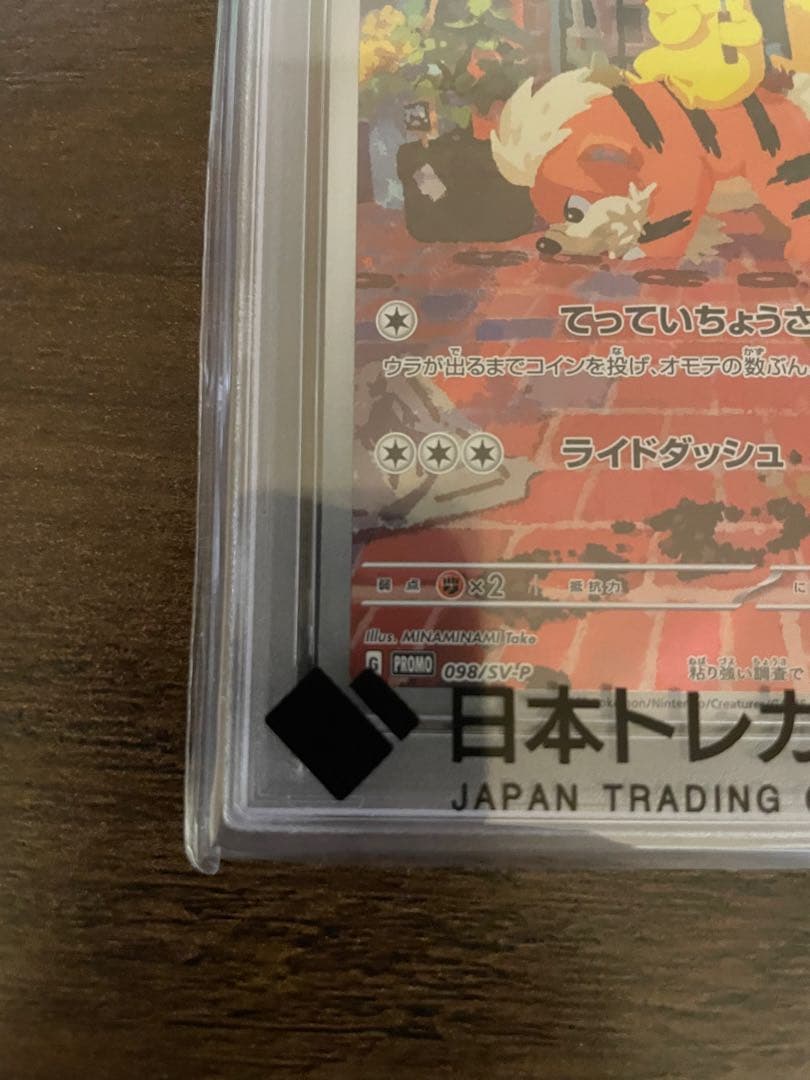 てっていちょうさ
ウラが出るまでコインを投げ、オモテの数ぶん、
ライドダッシュ
弱点 ×2 抵抗力 に
Illus. MINAMINAMI Take
G PROMO 098/SV-P 粘り強い調査で
日本トレカ
JAPAN TRADING